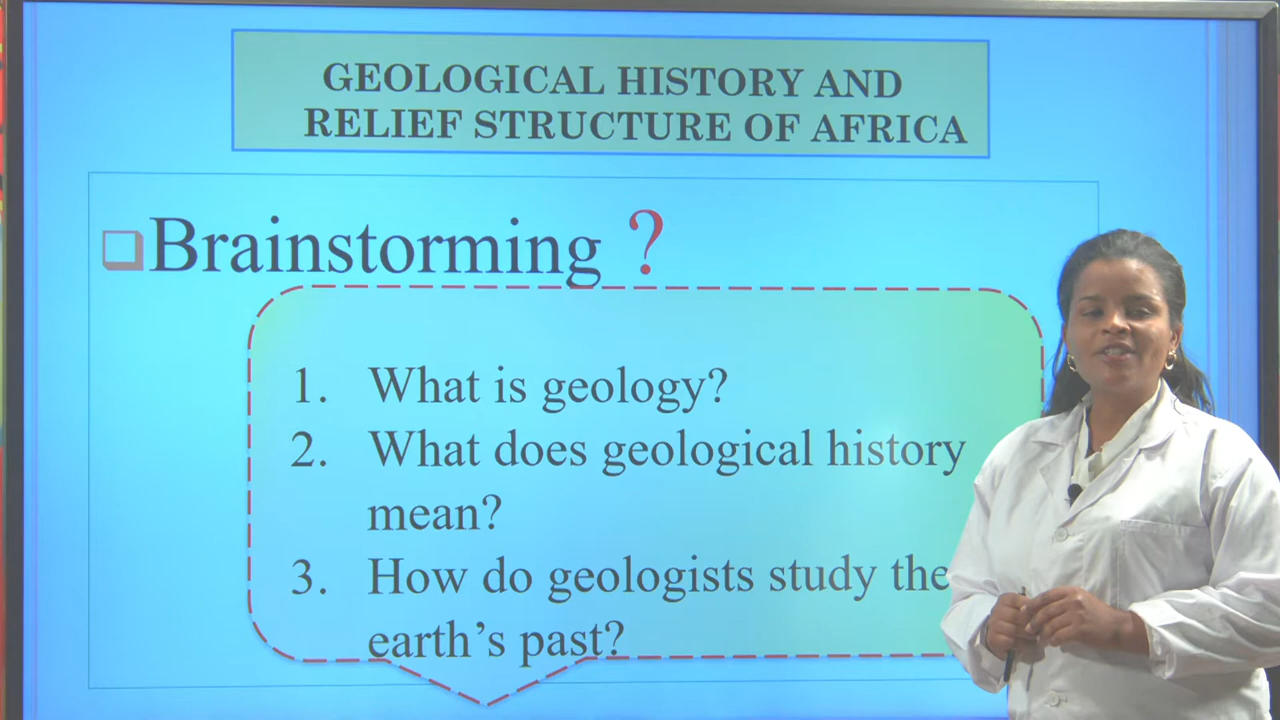 GEOLOGICAL HISTORY AND
RELIEF STRUCTURE OF AFRICA
❑Brainstorming ?
1. What is geology?
2. What does geological history
mean?
3. How do geologists study the
earth’s past?